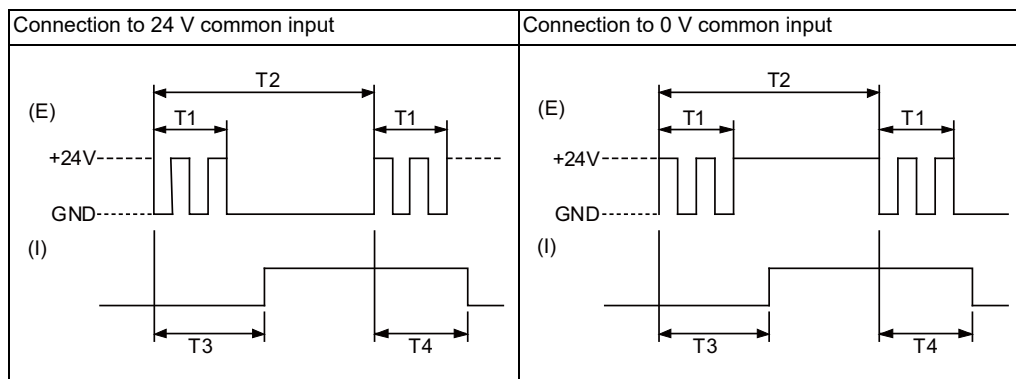 Connection to 24 V common input
Connection to 0 V common input
T2
(E)
T1
T1
+24V
GND
(I)
T3
T4
T2
(E)
T1
T1
+24V
GND
(I)
T3
T4